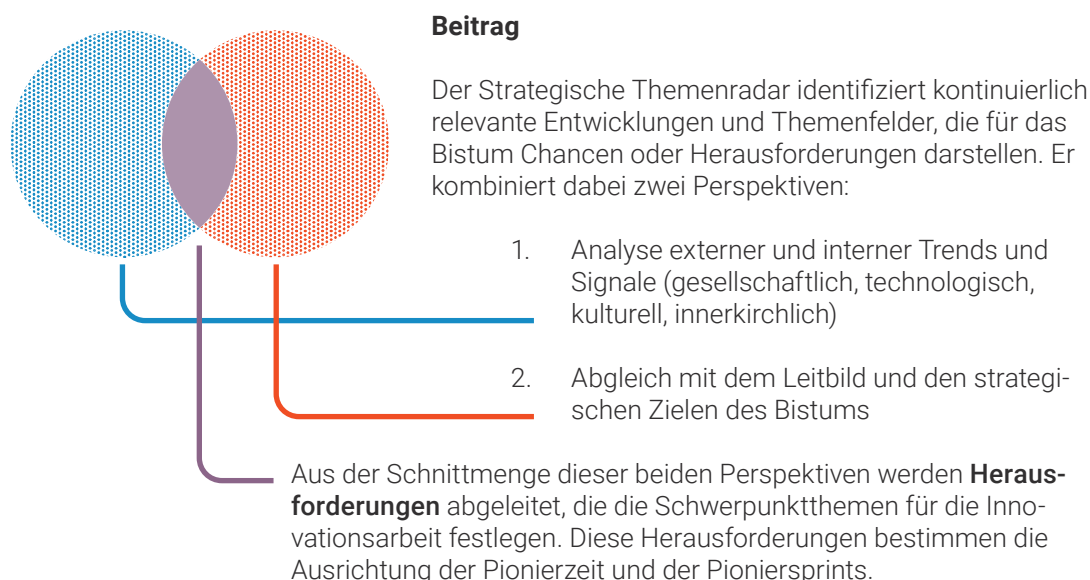 Beitrag
Der Strategische Themenradar identifiziert kontinuierlich
relevante Entwicklungen und Themenfelder, die für das
Bistum Chancen oder Herausforderungen darstellen. Er
kombiniert dabei zwei Perspektiven:
1. Analyse externer und interner Trends und
Signale (gesellschaftlich, technologisch,
kulturell, innerkirchlich)
2. Abgleich mit dem Leitbild und den strategi-
schen Zielen des Bistums
Aus der Schnittmenge dieser beiden Perspektiven werden Heraus-
forderungen abgeleitet, die die Schwerpunktthemen für die Inno-
vationsarbeit festlegen. Diese Herausforderungen bestimmen die
Ausrichtung der Pionierzeit und der Pioniersprints.